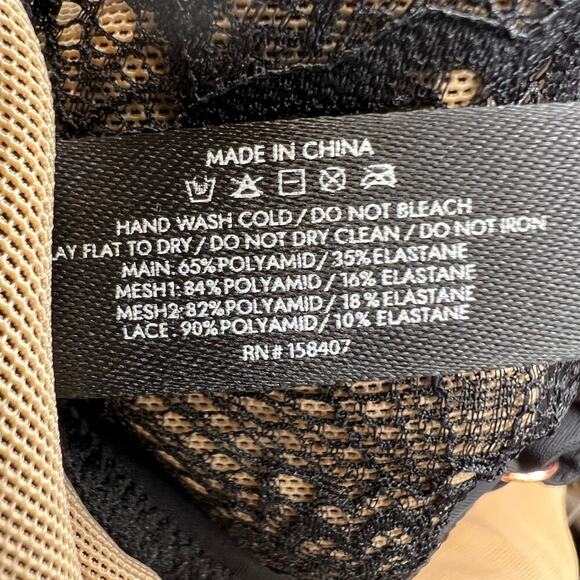 MADE IN CHINA
HAND WASH COLD / DO NOT BLEACH
AY FLAT TO DRY / DO NOT DRY CLEAN / DO NOT IRON
MAIN: 65% POLYAMID / 35% ELASTANE
MESH1: 84% POLYAMID / 16% ELASTANE
MESH2: 82% POLYAMID / 18% ELASTANE
LACE: 90% POLYAMID / 10% ELASTANE
RN# 158407